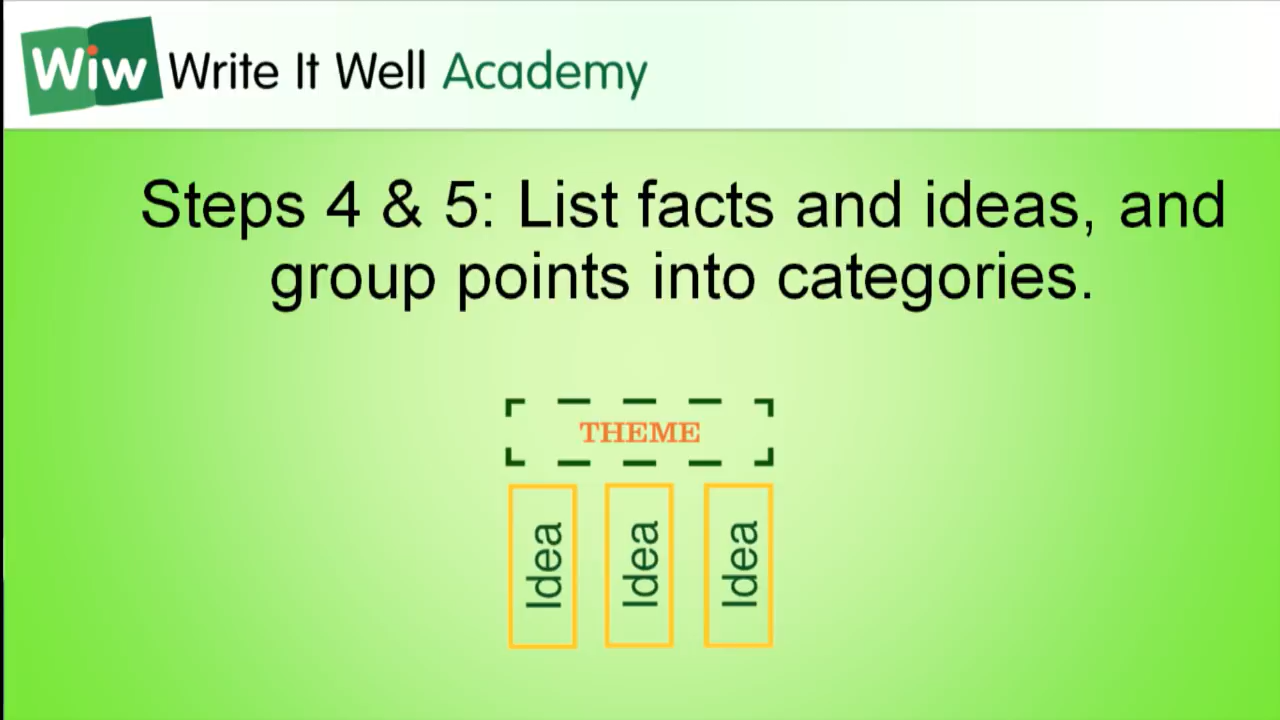 Wiw Write It Well Academy
Steps 4 & 5: List facts and ideas, and
group points into categories.
THEME
Idea
Idea
Idea